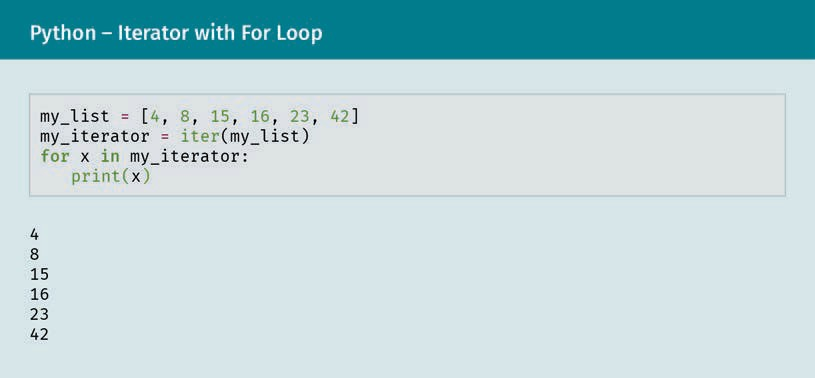 Python – Iterator with For Loop
my_list = [4, 8, 15, 16, 23, 42]
my_iterator = iter(my_list)
for x in my_iterator:
   print(x)
4
8
15
16
23
42